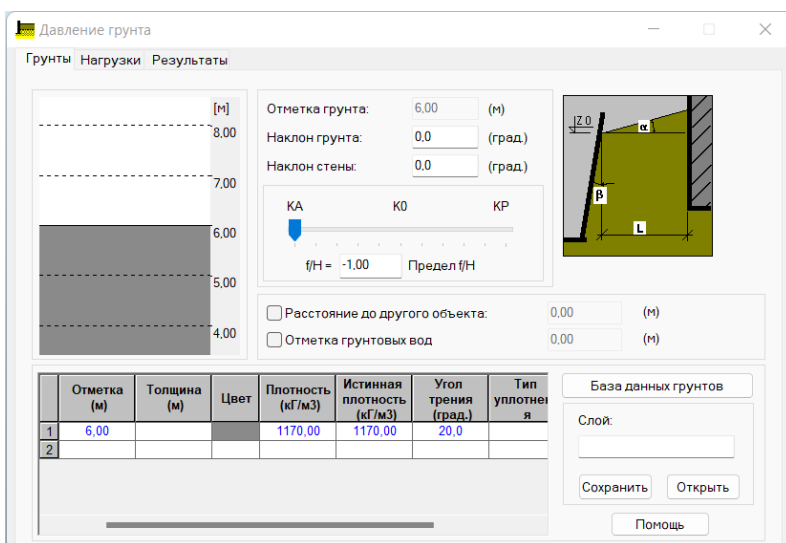 Давление грунта
Грунты Нагрузки Результаты
[м]
8,00
7,00
6,00
5,00
4,00
Отметка грунта: 6,00 (м)
Наклон грунта: 0,0 (град.)
Наклон стены: 0,0 (град.)
KA K0 KP
f/H = -1,00 Предел f/H
Z 0
α
β
L
Расстояние до другого объекта: 0,00 (м)
Отметка грунтовых вод 0,00 (м)
Отметка (м) Толщина (м) Цвет Плотность (кГ/м3) Истинная плотность (кГ/м3) Угол трения (град.) Тип уплотнен я
1 6,00 1170,00 1170,00 20,0
2
База данных грунтов
Слой:
Сохранить Открыть
Помощь